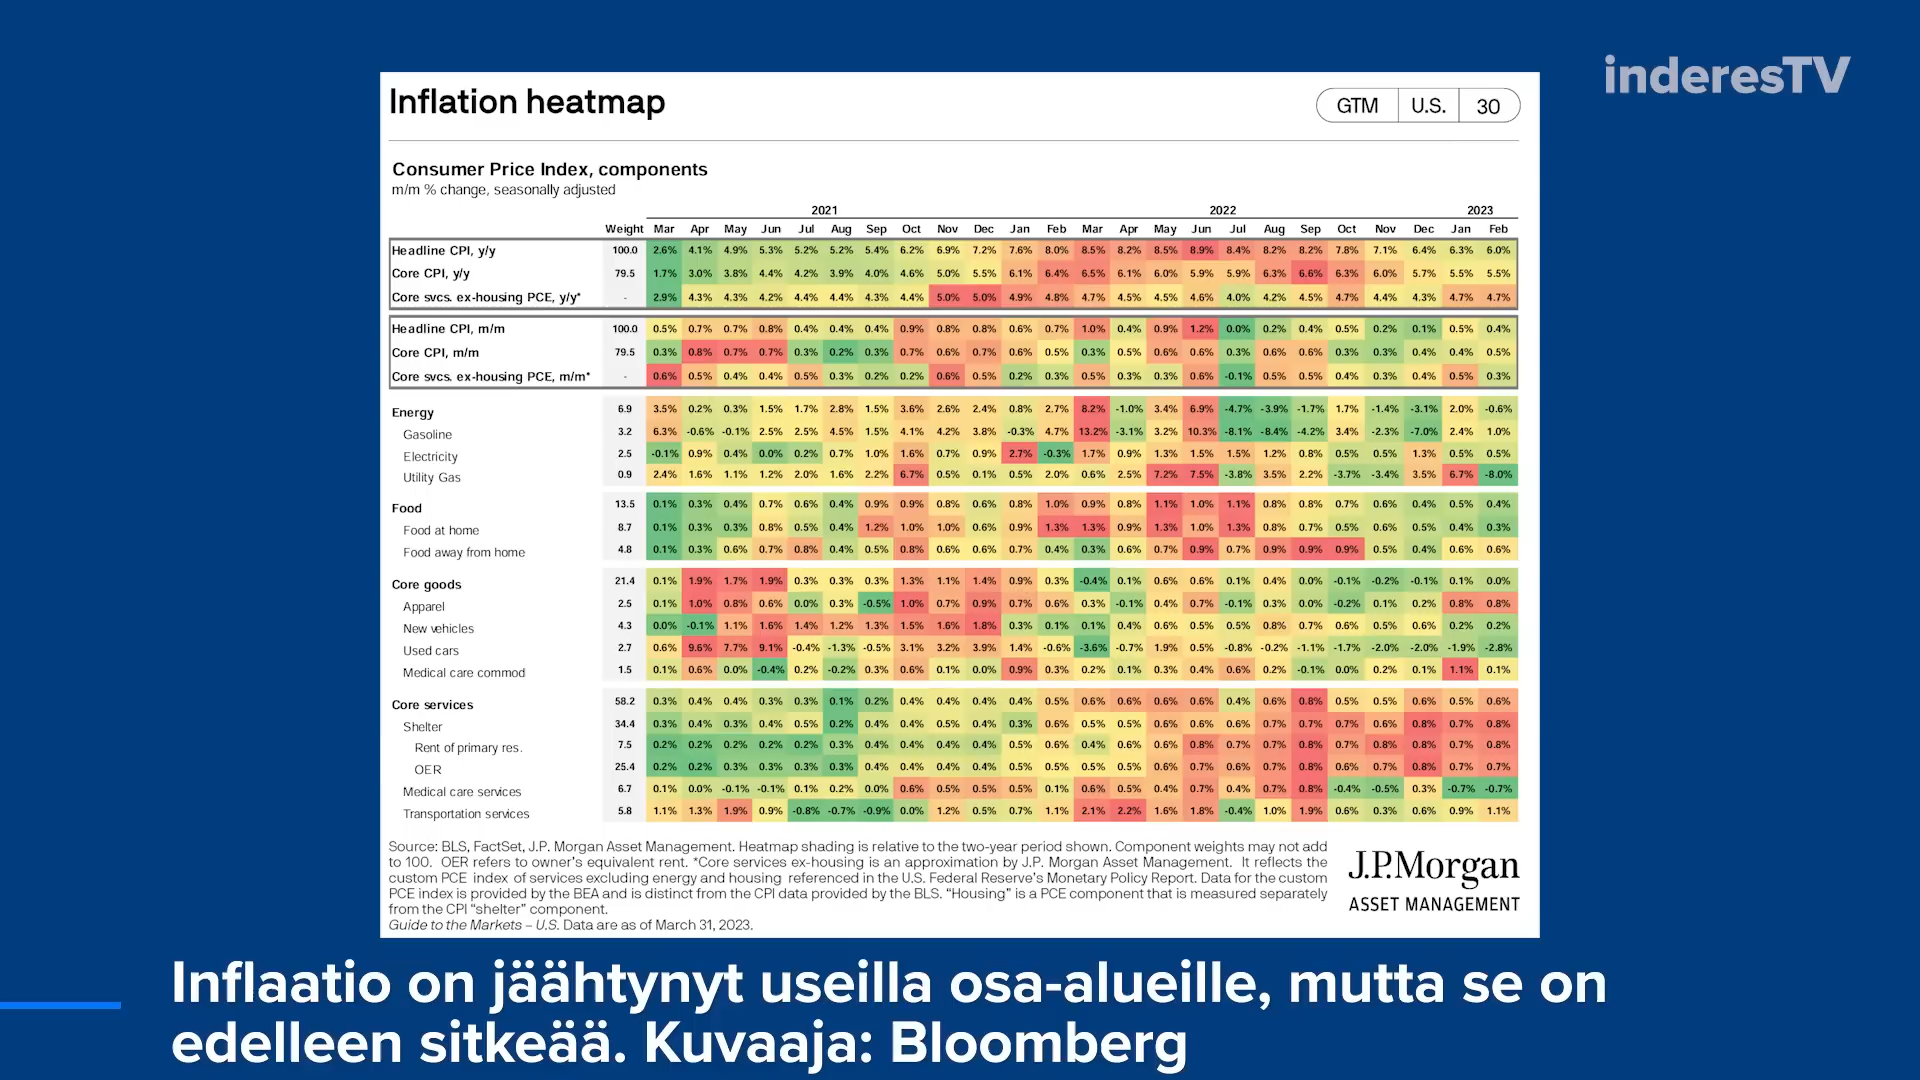 inderesTV
Inflation heatmap
GTM U.S. 30
Consumer Price Index, components
m/m % change, seasonally adjusted
2021 2022 2023
Weight Mar Apr May Jun Jul Aug Sep Oct Nov Dec Jan Feb Mar Apr May Jun Jul Aug Sep Oct Nov Dec Jan Feb
Headline CPI, y/y 100.0 2.6% 4.1% 4.9% 5.3% 5.2% 5.2% 5.4% 6.2% 6.9% 7.2% 7.6% 8.0% 8.5% 8.2% 8.5% 8.9% 8.4% 8.2% 8.2% 7.8% 7.1% 6.4% 6.3% 6.0%
Core CPI, y/y 79.5 1.7% 3.0% 3.8% 4.4% 4.2% 3.9% 4.0% 4.6% 5.0% 5.5% 6.1% 6.4% 6.5% 6.1% 6.0% 5.9% 5.9% 6.3% 6.6% 6.3% 6.0% 5.7% 5.5% 5.5%
Core svcs. ex-housing PCE, y/y* - 2.9% 4.3% 4.3% 4.2% 4.4% 4.4% 4.3% 4.4% 5.0% 5.0% 4.9% 4.8% 4.7% 4.5% 4.5% 4.6% 4.0% 4.2% 4.5% 4.7% 4.4% 4.3% 4.7% 4.7%
Headline CPI, m/m 100.0 0.5% 0.7% 0.7% 0.8% 0.4% 0.4% 0.4% 0.9% 0.8% 0.8% 0.6% 0.7% 1.0% 0.4% 0.9% 1.2% 0.0% 0.2% 0.4% 0.5% 0.2% 0.1% 0.5% 0.4%
Core CPI, m/m 79.5 0.3% 0.8% 0.7% 0.7% 0.3% 0.2% 0.3% 0.7% 0.6% 0.7% 0.6% 0.5% 0.3% 0.5% 0.6% 0.6% 0.3% 0.6% 0.6% 0.3% 0.3% 0.4% 0.4% 0.5%
Core svcs. ex-housing PCE, m/m* - 0.6% 0.5% 0.4% 0.4% 0.5% 0.3% 0.2% 0.2% 0.6% 0.5% 0.2% 0.3% 0.5% 0.3% 0.3% 0.6% -0.1% 0.5% 0.5% 0.4% 0.3% 0.4% 0.5% 0.3%
Energy 6.9 3.5% 0.2% 0.3% 1.5% 1.7% 2.8% 1.5% 3.6% 2.6% 2.4% 0.8% 2.7% 8.2% -1.0% 3.4% 6.9% -4.7% -3.9% -1.7% 1.7% -1.4% -3.1% 2.0% -0.6%
Gasoline 3.2 6.3% -0.6% -0.1% 2.5% 2.5% 4.5% 1.5% 4.1% 4.2% 3.8% -0.3% 4.7% 13.2% -3.1% 3.2% 10.3% -8.1% -8.4% -4.2% 3.4% -2.3% -7.0% 2.4% 1.0%
Electricity 2.5 -0.1% 0.9% 0.4% 0.0% 0.2% 0.7% 1.0% 1.6% 0.7% 0.9% 2.7% -0.3% 1.7% 0.9% 1.3% 1.5% 1.5% 1.2% 0.8% 0.5% 0.5% 1.3% 0.5% 0.5%
Utility Gas 0.9 2.4% 1.6% 1.1% 1.2% 2.0% 1.6% 2.2% 6.7% 0.5% 0.1% 0.5% 2.0% 0.6% 2.5% 7.2% 7.5% -3.8% 3.5% 2.2% -3.7% -3.4% 3.5% 6.7% -8.0%
Food 13.5 0.1% 0.3% 0.4% 0.7% 0.6% 0.4% 0.9% 0.9% 0.8% 0.6% 0.8% 1.0% 0.9% 0.8% 1.1% 1.0% 1.1% 0.8% 0.8% 0.7% 0.6% 0.4% 0.5% 0.4%
Food at home 8.7 0.1% 0.3% 0.3% 0.8% 0.5% 0.4% 1.2% 1.0% 1.0% 0.6% 0.9% 1.3% 1.3% 0.9% 1.3% 1.0% 1.3% 0.8% 0.7% 0.5% 0.6% 0.5% 0.4% 0.3%
Food away from home 4.8 0.1% 0.3% 0.6% 0.7% 0.8% 0.4% 0.5% 0.8% 0.6% 0.6% 0.7% 0.4% 0.3% 0.6% 0.7% 0.9% 0.7% 0.9% 0.9% 0.9% 0.5% 0.4% 0.6% 0.6%
Core goods 21.4 0.1% 1.9% 1.7% 1.9% 0.3% 0.3% 0.3% 1.3% 1.1% 1.4% 0.9% 0.3% -0.4% 0.1% 0.6% 0.6% 0.1% 0.4% 0.0% -0.1% -0.2% -0.1% 0.1% 0.0%
Apparel 2.5 0.1% 1.0% 0.8% 0.6% 0.0% 0.3% -0.5% 1.0% 0.7% 0.9% 0.7% 0.6% 0.3% -0.1% 0.4% 0.7% -0.1% 0.3% 0.0% -0.2% 0.1% 0.2% 0.8% 0.8%
New vehicles 4.3 0.0% -0.1% 1.1% 1.6% 1.4% 1.2% 1.3% 1.5% 1.6% 1.8% 0.3% 0.1% 0.1% 0.4% 0.6% 0.5% 0.5% 0.8% 0.7% 0.6% 0.5% 0.6% 0.2% 0.2%
Used cars 2.7 0.6% 9.6% 7.7% 9.1% -0.4% -1.3% -0.5% 3.1% 3.2% 3.9% 1.4% -0.6% -3.6% -0.7% 1.9% 0.5% -0.8% -0.2% -1.1% -1.7% -2.0% -2.0% -1.9% -2.8%
Medical care commod 1.5 0.1% 0.6% 0.0% -0.4% 0.2% -0.2% 0.3% 0.6% 0.1% 0.0% 0.9% 0.3% 0.2% 0.1% 0.3% 0.4% 0.6% 0.2% -0.1% 0.0% 0.2% 0.1% 1.1% 0.1%
Core services 58.2 0.3% 0.4% 0.4% 0.3% 0.3% 0.1% 0.2% 0.4% 0.4% 0.4% 0.4% 0.5% 0.6% 0.6% 0.6% 0.6% 0.4% 0.6% 0.8% 0.5% 0.5% 0.6% 0.5% 0.6%
Shelter 34.4 0.3% 0.4% 0.3% 0.4% 0.5% 0.2% 0.4% 0.4% 0.5% 0.4% 0.3% 0.6% 0.5% 0.5% 0.6% 0.6% 0.6% 0.7% 0.7% 0.7% 0.6% 0.8% 0.7% 0.8%
Rent of primary res. 7.5 0.2% 0.2% 0.2% 0.2% 0.2% 0.3% 0.4% 0.4% 0.4% 0.4% 0.5% 0.6% 0.4% 0.6% 0.6% 0.8% 0.7% 0.7% 0.8% 0.7% 0.8% 0.8% 0.7% 0.8%
OER 25.4 0.2% 0.2% 0.3% 0.3% 0.3% 0.3% 0.4% 0.4% 0.4% 0.4% 0.5% 0.5% 0.5% 0.5% 0.6% 0.7% 0.6% 0.7% 0.8% 0.6% 0.7% 0.8% 0.7% 0.7%
Medical care services 6.7 0.1% 0.0% -0.1% -0.1% 0.1% 0.2% 0.0% 0.6% 0.5% 0.5% 0.5% 0.1% 0.6% 0.5% 0.4% 0.7% 0.4% 0.7% 0.8% -0.4% -0.5% 0.3% -0.7% -0.7%
Transportation services 5.8 1.1% 1.3% 1.9% 0.9% -0.8% -0.7% -0.9% 0.0% 1.2% 0.5% 0.7% 1.1% 2.1% 2.2% 1.6% 1.8% -0.4% 1.0% 1.9% 0.6% 0.3% 0.6% 0.9% 1.1%
Source: BLS, FactSet, J.P. Morgan Asset Management. Heatmap shading is relative to the two-year period shown. Component weights may not add
to 100. OER refers to owner's equivalent rent. *Core services ex-housing is an approximation by J.P. Morgan Asset Management. It reflects the
custom PCE index of services excluding energy and housing referenced in the U.S. Federal Reserve's Monetary Policy Report. Data for the custom
PCE index is provided by the BEA and is distinct from the CPI data provided by the BLS. "Housing" is a PCE component that is measured separately
from the CPI "shelter" component.
Guide to the Markets – U.S. Data are as of March 31, 2023.
J.P.Morgan
ASSET MANAGEMENT
Inflaatio on jäähtynyt useilla osa-alueille, mutta se on
edelleen sitkeää. Kuvaaja: Bloomberg